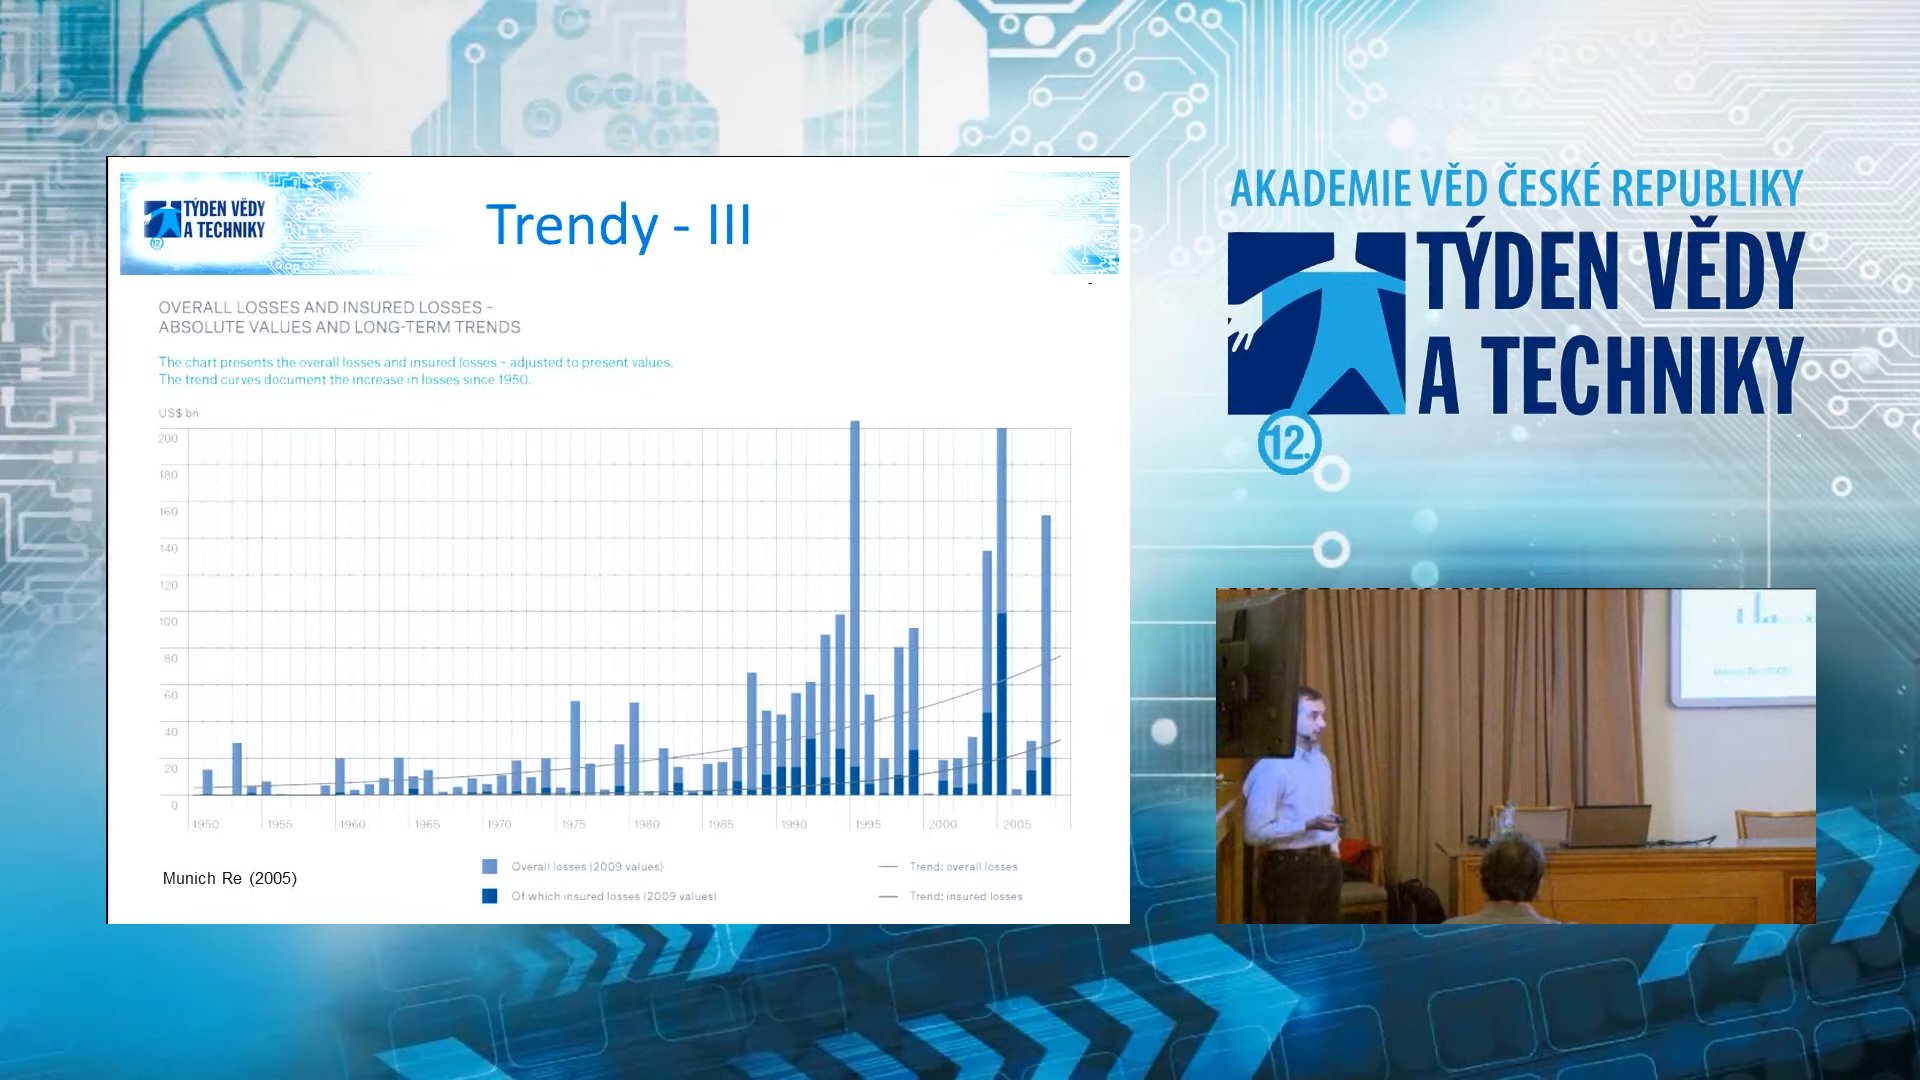 TÝDEN VĚDY
A TECHNIKY
12.
Trendy - III
OVERALL LOSSES AND INSURED LOSSES –
ABSOLUTE VALUES AND LONG-TERM TRENDS
The chart presents the overall losses and insured losses – adjusted to present values.
The trend curves document the increase in losses since 1950.
US$ bn
200
180
160
140
120
100
80
60
40
20
0
1950 1955 1960 1965 1970 1975 1980 1985 1990 1995 2000 2005
Overall losses (2009 values)
Of which insured losses (2009 values)
Trend: overall losses
Trend: insured losses
Munich Re (2005)
AKADEMIE VĚD ČESKÉ REPUBLIKY
TÝDEN VĚDY
A TECHNIKY
12.